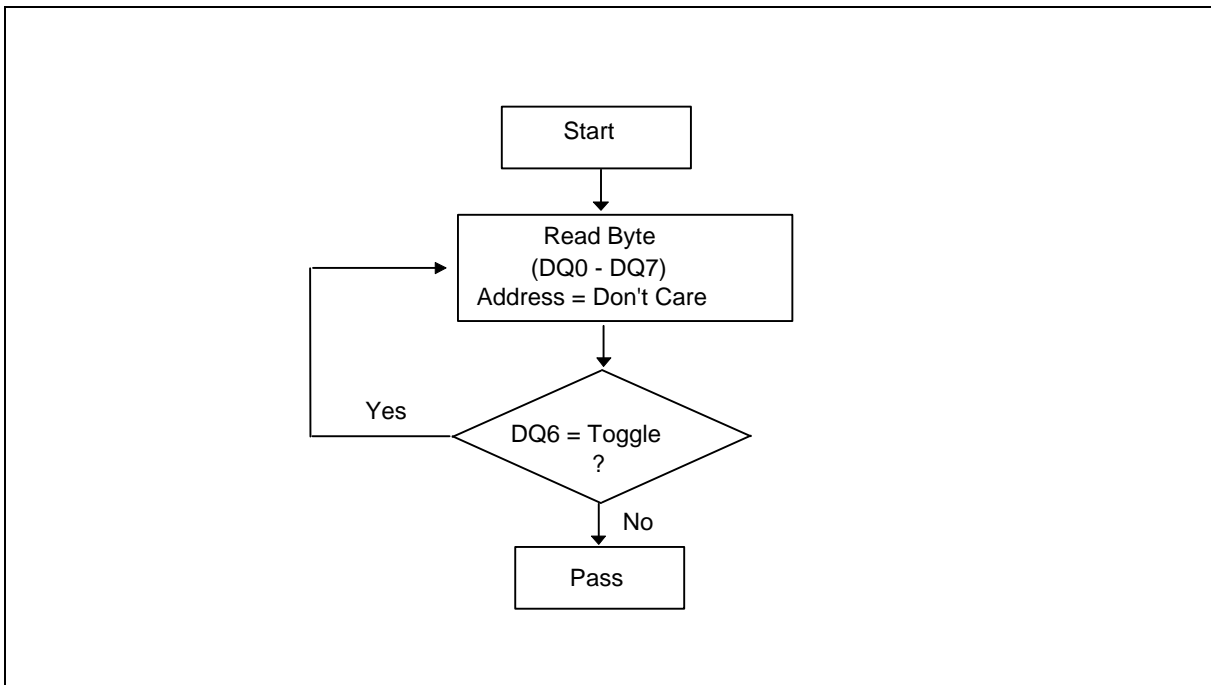 Start
Read Byte
(DQ0 - DQ7)
Address = Don't Care
Yes
DQ6 = Toggle
?
No
Pass